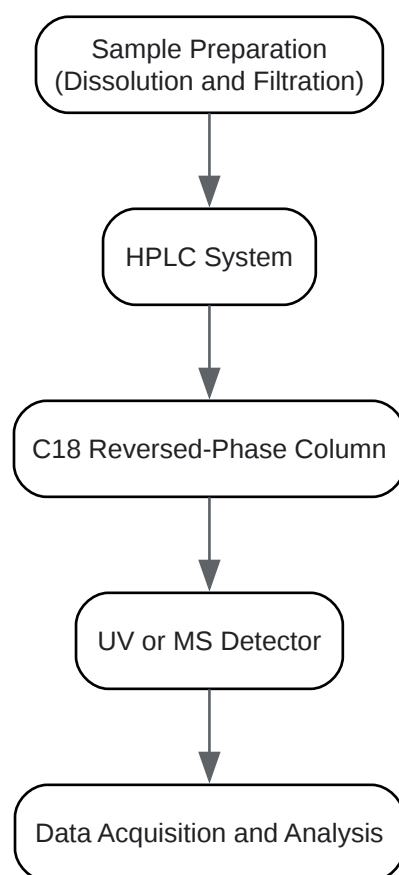 Sample Preparation
(Dissolution and Filtration)
HPLC System
C18 Reversed-Phase Column
UV or MS Detector
Data Acquisition and Analysis